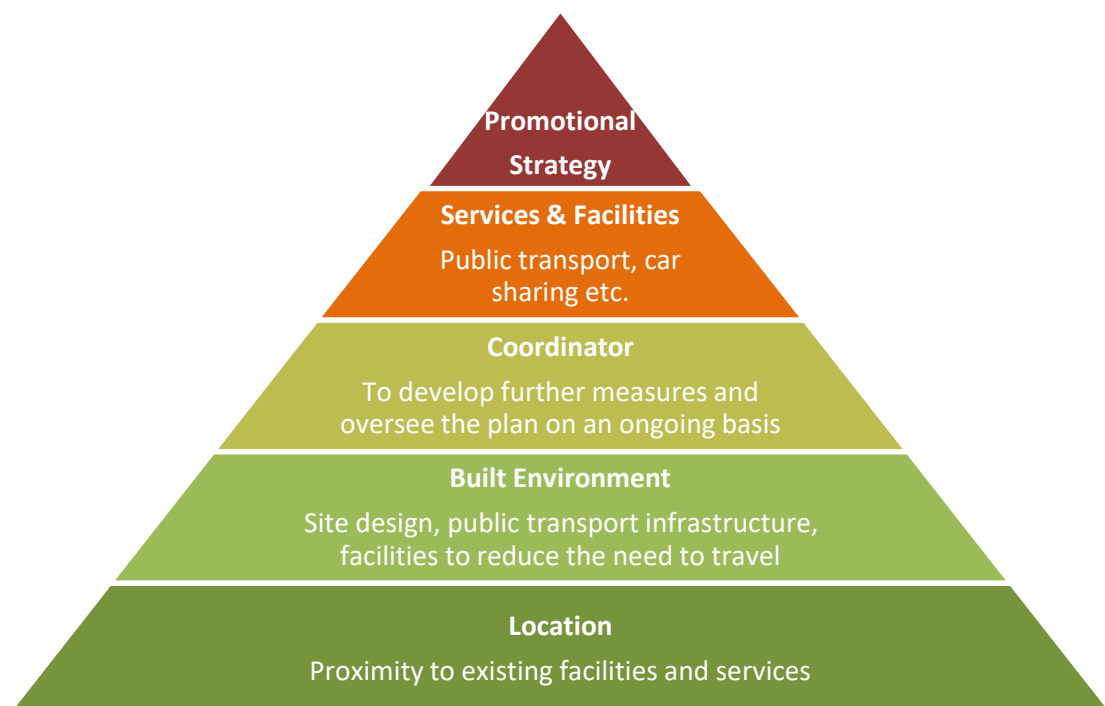 Promotional
Strategy
Services & Facilities
Public transport, car
sharing etc.
Coordinator
To develop further measures and
oversee the plan on an ongoing basis
Built Environment
Site design, public transport infrastructure,
facilities to reduce the need to travel
Location
Proximity to existing facilities and services